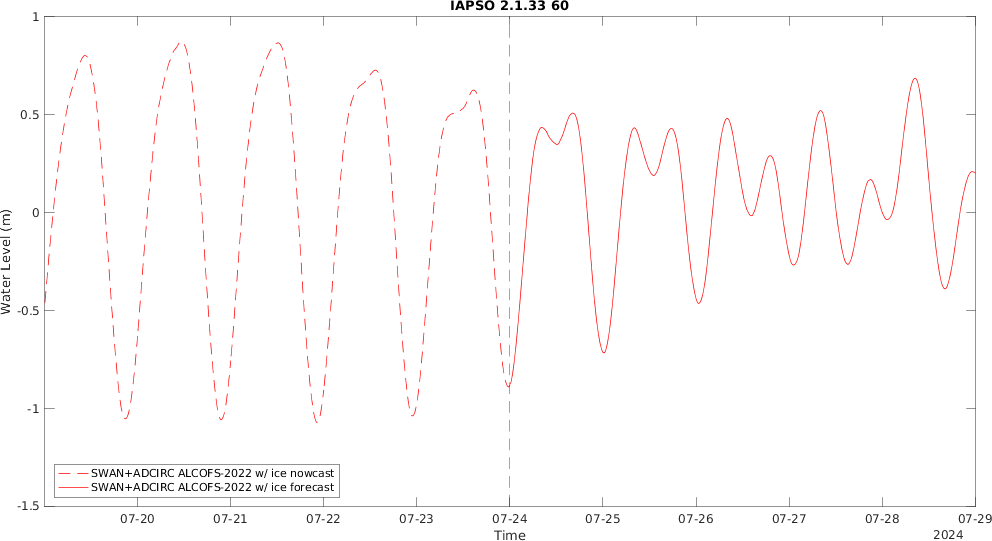 IAPSO 2.1.33 60
1
0.5
0
-0.5
-1
-1.5
Water Level (m)
SWAN+ADCIRC ALCOFS-2022 w/ ice nowcast
SWAN+ADCIRC ALCOFS-2022 w/ ice forecast
07-20 07-21 07-22 07-23 07-24 07-25 07-26 07-27 07-28 07-29
Time
2024